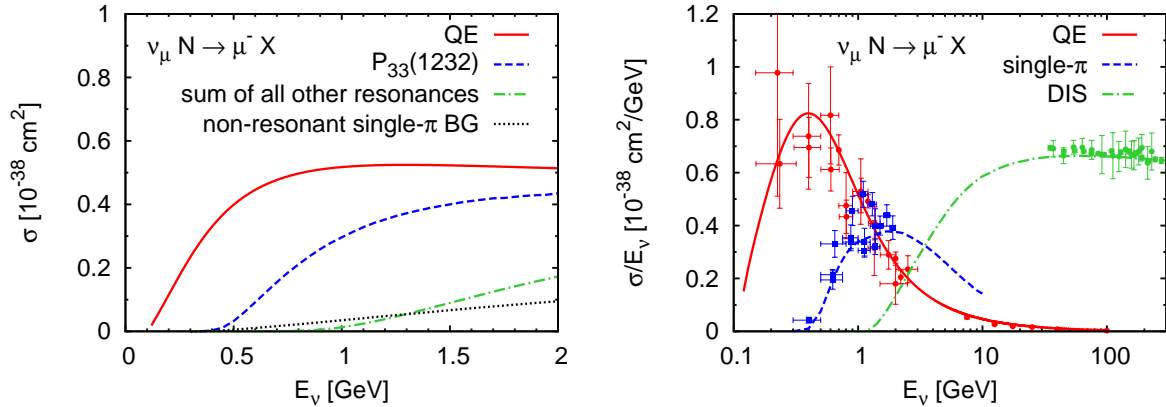 ν_μ N → μ⁻ X
QE
P₃₃(1232)
sum of all other resonances
non-resonant single-π BG
σ [10⁻³⁸ cm²]
1
0.8
0.6
0.4
0.2
0
0 0.5 1 1.5 2
E_ν [GeV]
ν_μ N → μ⁻ X
QE
single-π
DIS
σ/E_ν [10⁻³⁸ cm²/GeV]
1.2
1
0.8
0.6
0.4
0.2
0
0.1 1 10 100
E_ν [GeV]